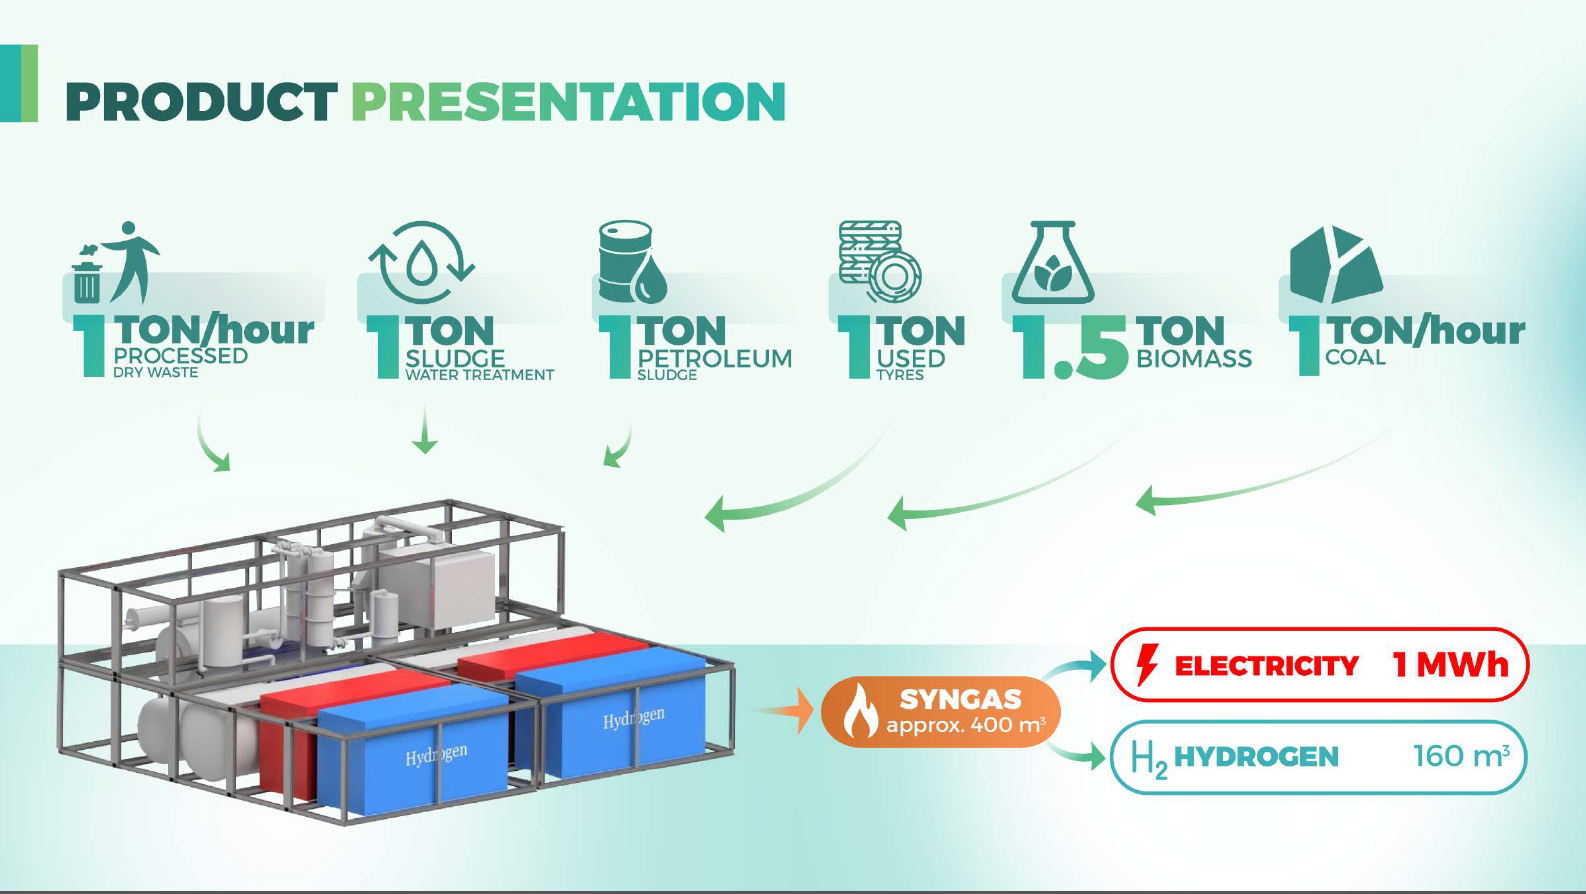 PRODUCT PRESENTATION
1 TON/hour
PROCESSED
DRY WASTE
1 TON
SLUDGE
WATER TREATMENT
1 TON
PETROLEUM
SLUDGE
1 TON
USED
TYRES
1.5 TON
BIOMASS
1 TON/hour
COAL
Hydrogen
Hydrogen
SYNGAS
approx. 400 m³
ELECTRICITY 1 MWh
H₂ HYDROGEN 160 m³